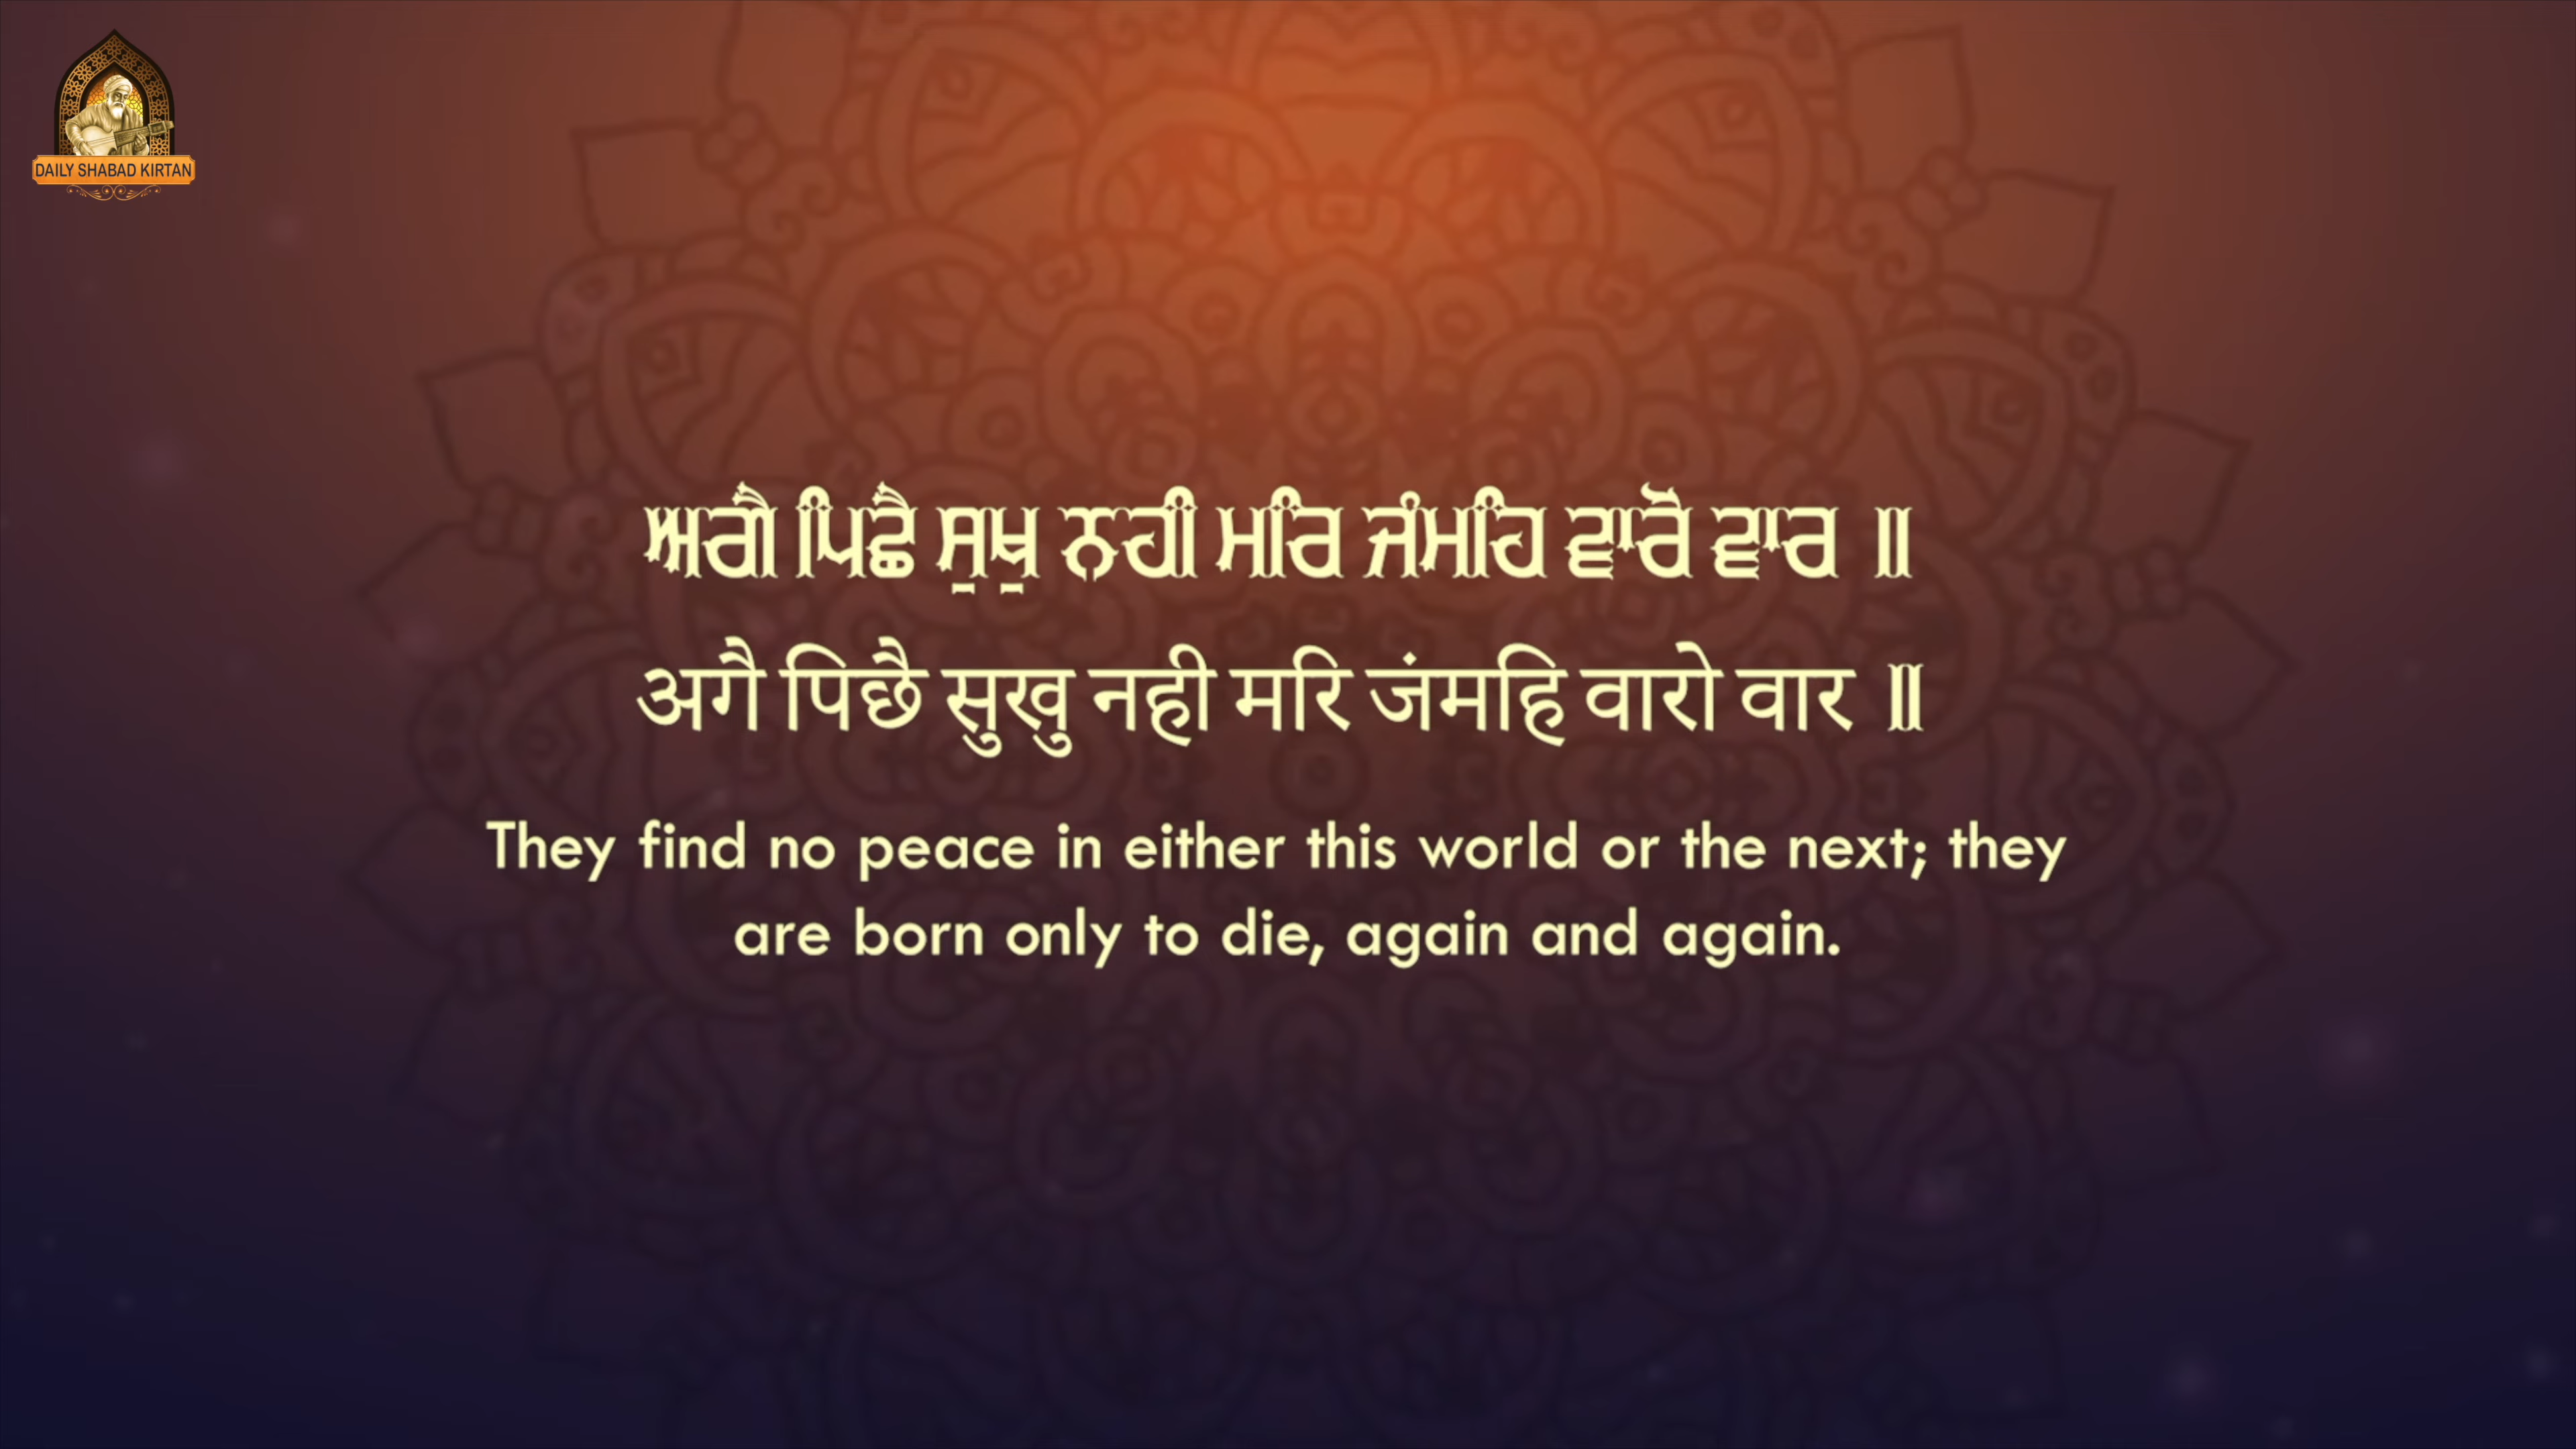 DAILY SHABAD KIRTAN
ਅਗੈ ਪਿਛੈ ਸੁਖੁ ਨਹੀ ਮਰਿ ਜੰਮਹਿ ਵਾਰੋ ਵਾਰ ॥
अगै पिछै सुखु नही मरि जंमहि वारो वार ॥
They find no peace in either this world or the next; they
are born only to die, again and again.